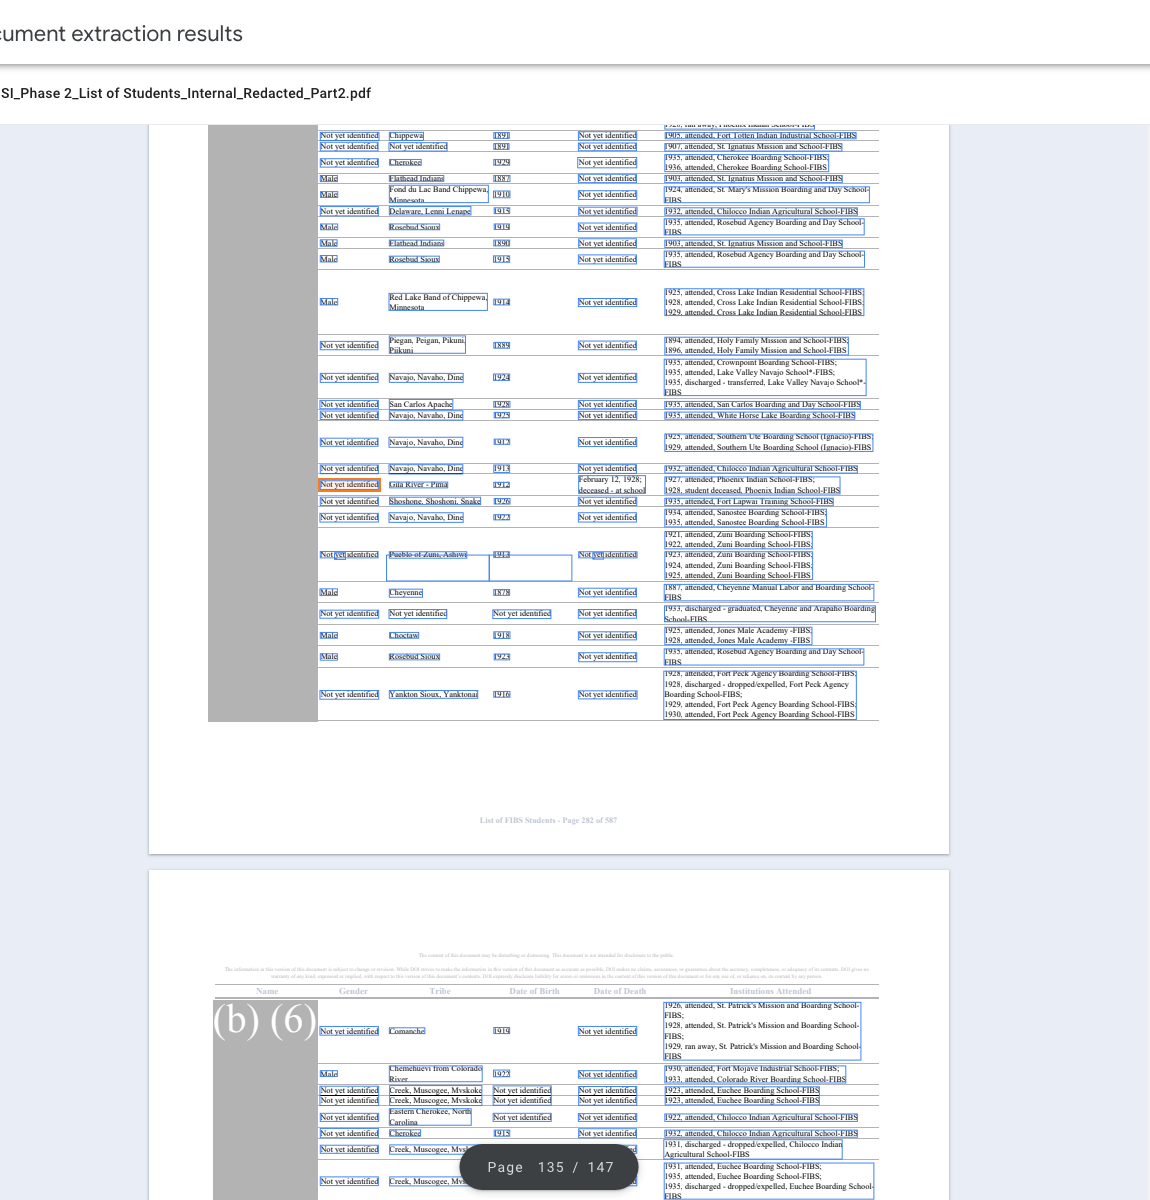 cument extraction results
SI_Phase 2_List of Students_Internal_Redacted_Part2.pdf
Not yet identified Chippewa 1891 Not yet identified 1905, attended, Fort Totten Indian Industrial School-FIBS
Not yet identified Not yet identified 1891 Not yet identified 1907, attended, St. Ignatius Mission and School-FIBS
Not yet identified Cherokee 1929 Not yet identified 1935, attended, Cherokee Boarding School-FIBS;
1936, attended, Cherokee Boarding School-FIBS
Male Flathead Indians 1887 Not yet identified 1903, attended, St. Ignatius Mission and School-FIBS
Male Fond du Lac Band Chippewa, Minnesota 1910 Not yet identified 1924, attended, St. Mary's Mission Boarding and Day School-
FIBS
Not yet identified Delaware, Lenni Lenape 1915 Not yet identified 1932, attended, Chilocco Indian Agricultural School-FIBS
Male Rosebud Sioux 1919 Not yet identified 1935, attended, Rosebud Agency Boarding and Day School-
FIBS
Male Flathead Indians 1890 Not yet identified 1903, attended, St. Ignatius Mission and School-FIBS
Male Rosebud Sioux 1915 Not yet identified 1935, attended, Rosebud Agency Boarding and Day School-
FIBS
Male Red Lake Band of Chippewa, Minnesota 1914 Not yet identified 1925, attended, Cross Lake Indian Residential School-FIBS;
1928, attended, Cross Lake Indian Residential School-FIBS;
1929, attended, Cross Lake Indian Residential School-FIBS
Not yet identified Piegan, Peigan, Pikuni, Piikuni 1889 Not yet identified 1894, attended, Holy Family Mission and School-FIBS;
1896, attended, Holy Family Mission and School-FIBS
Not yet identified Navajo, Navaho, Dine 1924 Not yet identified 1935, attended, Crownpoint Boarding School-FIBS;
1935, attended, Lake Valley Navajo School*-FIBS;
1935, discharged - transferred, Lake Valley Navajo School*-
FIBS
Not yet identified San Carlos Apache 1928 Not yet identified 1935, attended, San Carlos Boarding and Day School-FIBS
Not yet identified Navajo, Navaho, Dine 1925 Not yet identified 1935, attended, White Horse Lake Boarding School-FIBS
Not yet identified Navajo, Navaho, Dine 1912 Not yet identified 1925, attended, Southern Ute Boarding School (Ignacio)-FIBS
1929, attended, Southern Ute Boarding School (Ignacio)-FIBS
Not yet identified Navajo, Navaho, Dine 1913 Not yet identified 1932, attended, Chilocco Indian Agricultural School-FIBS
Not yet identified Gila River - Pima 1912 February 12, 1928; deceased - at school 1927, attended, Phoenix Indian School-FIBS;
1928, student deceased, Phoenix Indian School-FIBS
Not yet identified Shoshone, Shoshoni, Snake 1926 Not yet identified 1935, attended, Fort Lapwai Training School-FIBS
Not yet identified Navajo, Navaho, Dine 1922 Not yet identified 1934, attended, Sanostee Boarding School-FIBS;
1935, attended, Sanostee Boarding School-FIBS
Not yet identified Pueblo of Zuni, Ashiwi 1913 Not yet identified 1921, attended, Zuni Boarding School-FIBS;
1922, attended, Zuni Boarding School-FIBS;
1923, attended, Zuni Boarding School-FIBS;
1924, attended, Zuni Boarding School-FIBS;
1925, attended, Zuni Boarding School-FIBS
Male Cheyenne 1878 Not yet identified 1887, attended, Cheyenne Manual Labor and Boarding School-
FIBS
Not yet identified Not yet identified Not yet identified Not yet identified 1933, discharged - graduated, Cheyenne and Arapaho Boarding
School-FIBS
Male Choctaw 1918 Not yet identified 1925, attended, Jones Male Academy -FIBS;
1928, attended, Jones Male Academy -FIBS
Male Rosebud Sioux 1923 Not yet identified 1935, attended, Rosebud Agency Boarding and Day School-
FIBS
Not yet identified Yankton Sioux, Yanktonai 1916 Not yet identified 1928, attended, Fort Peck Agency Boarding School-FIBS;
1928, discharged - dropped/expelled, Fort Peck Agency
Boarding School-FIBS;
1929, attended, Fort Peck Agency Boarding School-FIBS
1930, attended, Fort Peck Agency Boarding School-FIBS
List of FIBS Students - Page 282 of 587
The content of this document may be disturbing or distressing. This document is not intended for disclosure to the public.
Name Gender Tribe Date of Birth Date of Death Institutions Attended
(b) (6)
Not yet identified Comanche 1919 Not yet identified 1926, attended, St. Patrick's Mission and Boarding School-
FIBS;
1928, attended, St. Patrick's Mission and Boarding School-
FIBS;
1929, ran away, St. Patrick's Mission and Boarding School-
FIBS
Male Chemehuevi from Colorado River 1922 Not yet identified 1930, attended, Fort Mojave Industrial School-FIBS;
1933, attended, Colorado River Boarding School-FIBS
Not yet identified Creek, Muscogee, Mvskoke Not yet identified Not yet identified 1922, attended, Euchee Boarding School-FIBS
Not yet identified Creek, Muscogee, Mvskoke Not yet identified Not yet identified 1923, attended, Euchee Boarding School-FIBS
Not yet identified Eastern Cherokee, North Carolina Not yet identified Not yet identified 1922, attended, Chilocco Indian Agricultural School-FIBS
Not yet identified Cherokee 1915 Not yet identified 1932, attended, Chilocco Indian Agricultural School-FIBS
Not yet identified Creek, Muscogee, 1931, discharged - dropped/expelled, Chilocco Indian
Agricultural School-FIBS
Not yet identified Creek, Muscogee, 1931, attended, Euchee Boarding School-FIBS;
1935, attended, Euchee Boarding School-FIBS;
1935, discharged - dropped/expelled, Euchee Boarding School-
FIBS
Page 135 / 147